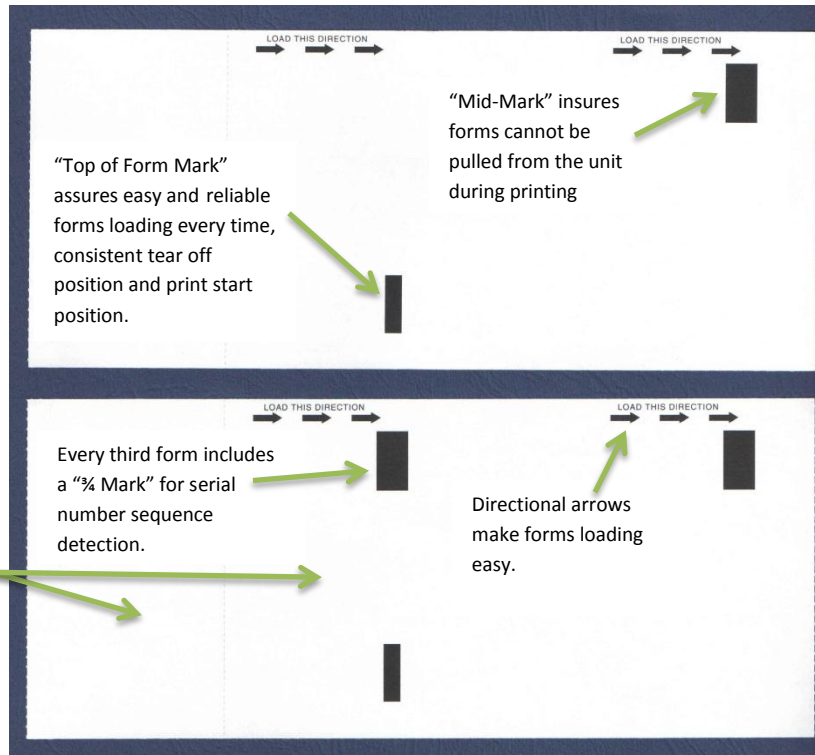 LOAD THIS DIRECTION
LOAD THIS DIRECTION
“Mid-Mark” insures
forms cannot be
pulled from the unit
during printing
“Top of Form Mark”
assures easy and reliable
forms loading every time,
consistent tear off
position and print start
position.
LOAD THIS DIRECTION
LOAD THIS DIRECTION
Every third form includes
a “¾ Mark” for serial
number sequence
detection.
Directional arrows
make forms loading
easy.